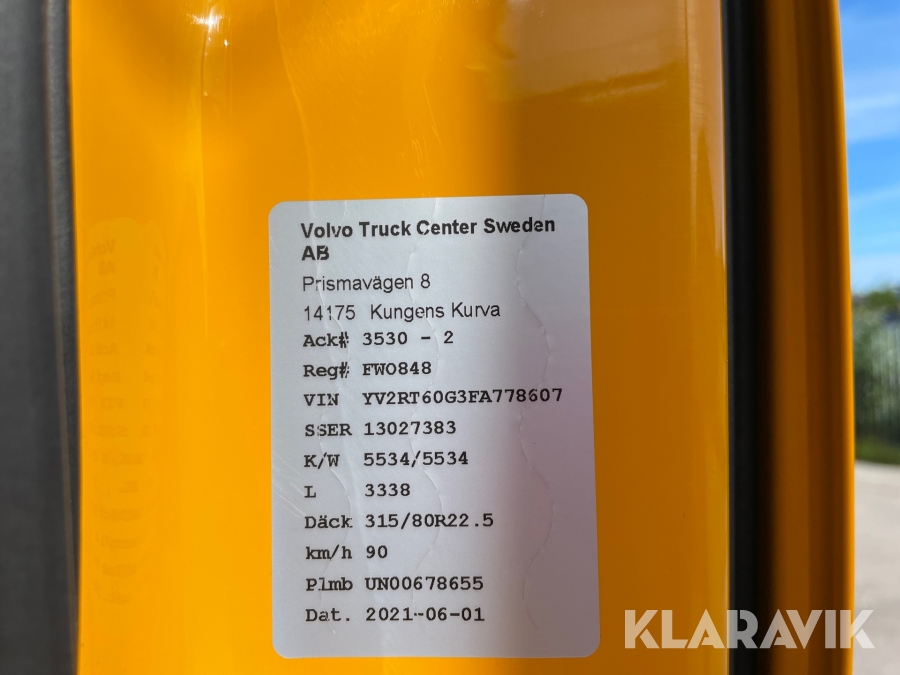 Volvo Truck Center Sweden
AB
Prismavägen 8
14175 Kungens Kurva
Ack# 3530 - 2
Reg# FWO848
VIN YV2RT60G3FA778607
SSER 13027383
K/W 5534/5534
L 3338
Däck 315/80R22.5
km/h 90
Plmb UN00678655
Dat. 2021-06-01
KLARAVIK